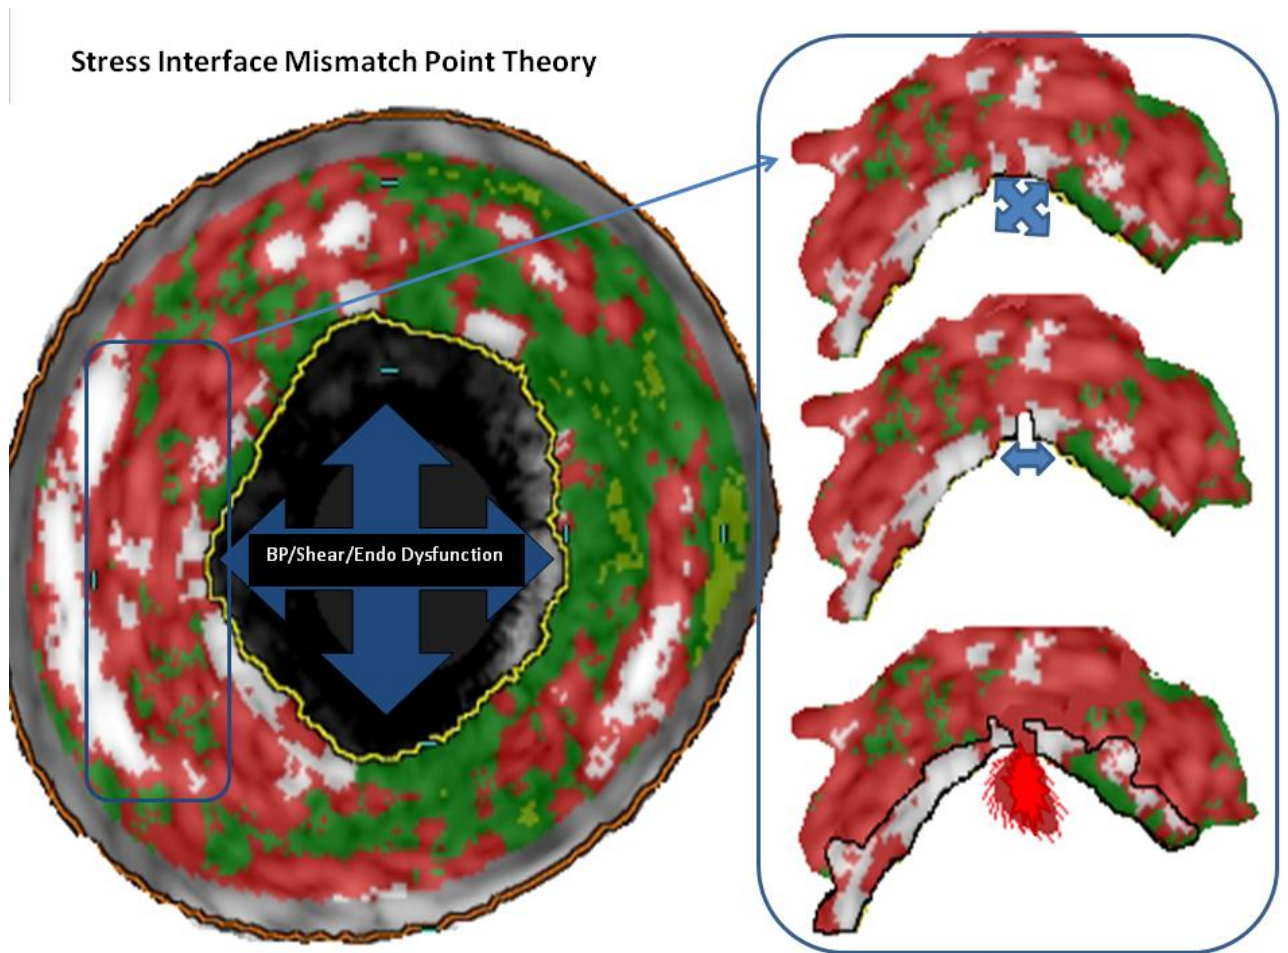 Stress Interface Mismatch Point Theory
BP/Shear/Endo Dysfunction